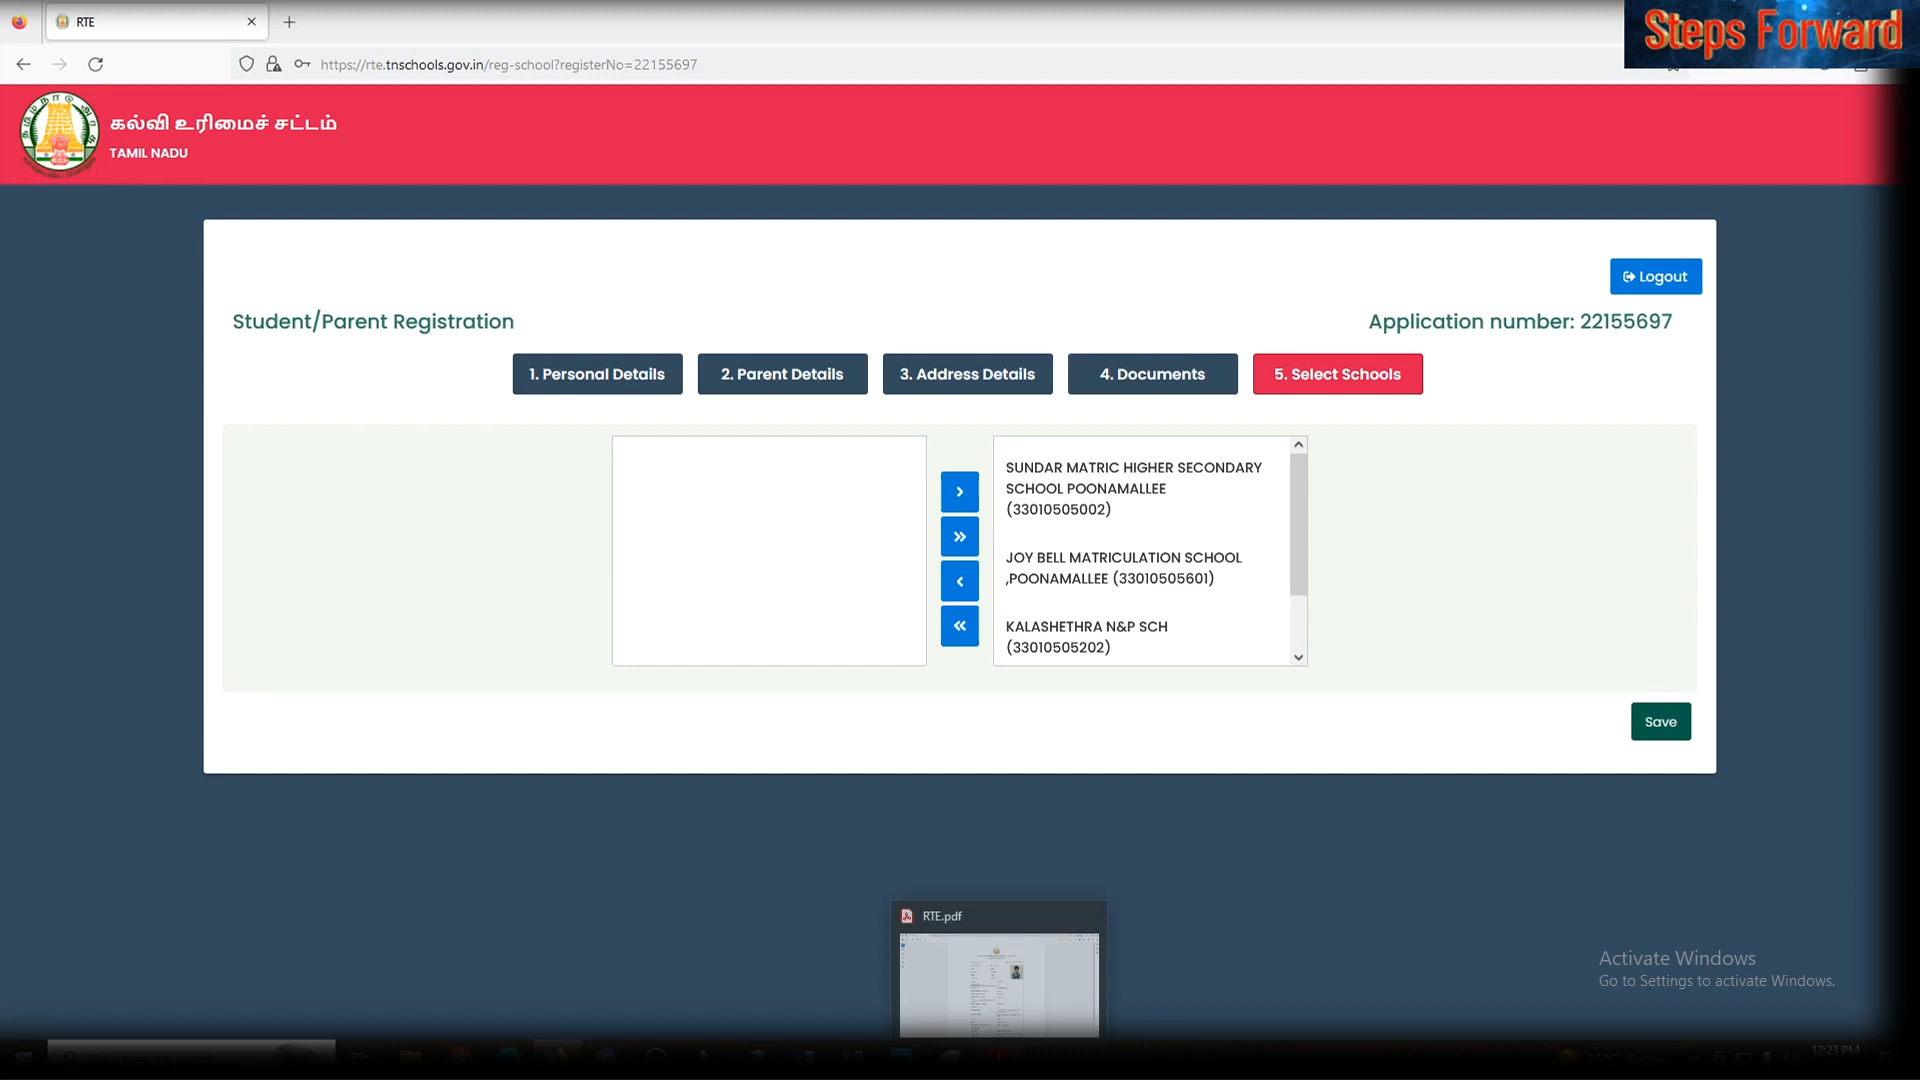 RTE
Steps Forward
https://rte.tnschools.gov.in/reg-school?registerNo=22155697
கல்வி உரிமைச் சட்டம்
TAMIL NADU
Logout
Student/Parent Registration
Application number: 22155697
1. Personal Details
2. Parent Details
3. Address Details
4. Documents
5. Select Schools
SUNDAR MATRIC HIGHER SECONDARY
SCHOOL POONAMALLEE
(33010505002)
JOY BELL MATRICULATION SCHOOL
,POONAMALLEE (33010505601)
KALASHETHRA N&P SCH
(33010505202)
Save
RTE.pdf
Activate Windows
Go to Settings to activate Windows.
12:23 PM